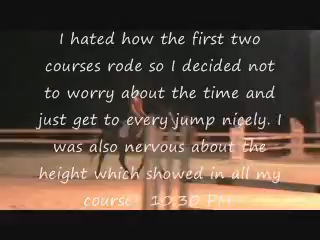 I hated how the first two
courses rode so I decided not
to worry about the time and
just get to every jump nicely. I
was also nervous about the
height which showed in all my
course 10:30 PM